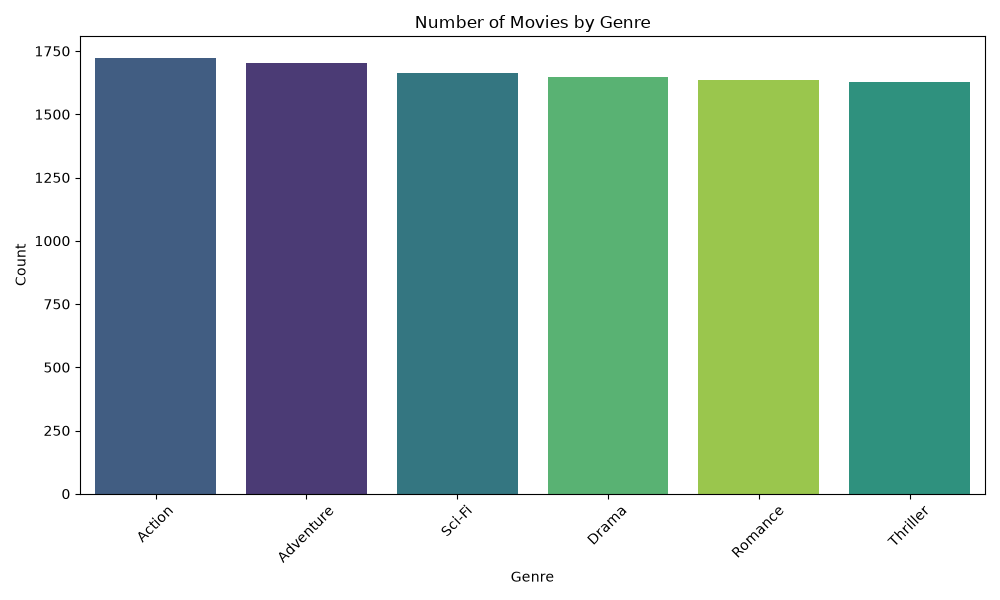 Number of Movies by Genre
1750
1500
1250
1000
750
500
250
0
Count
Action
Adventure
Sci-Fi
Drama
Romance
Thriller
Genre